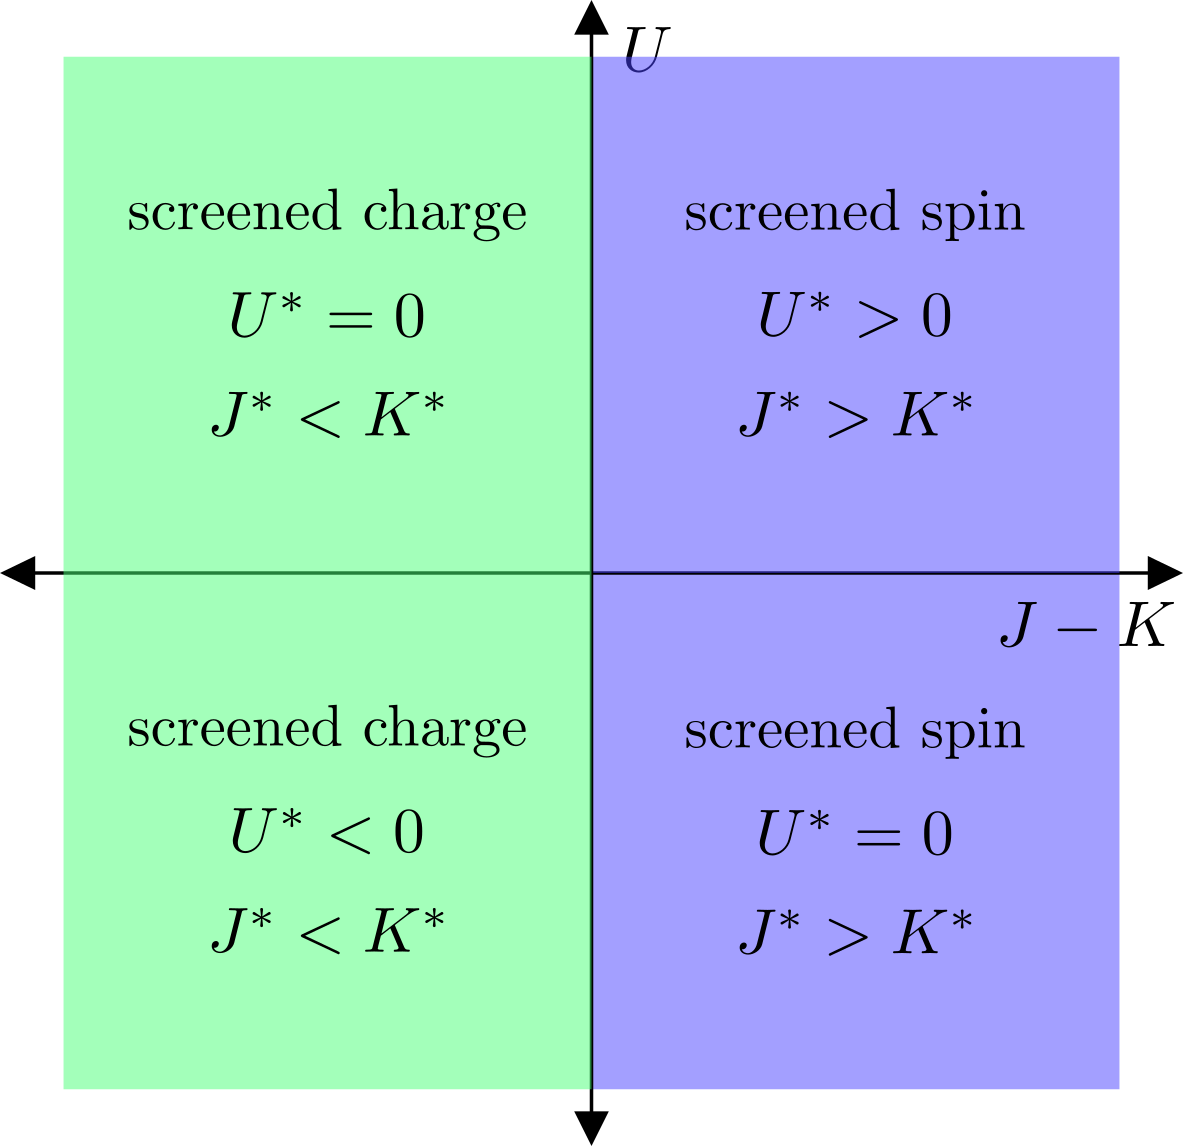 U
screened charge
U* = 0
J* < K*
screened spin
U* > 0
J* > K*
J − K
screened charge
U* < 0
J* < K*
screened spin
U* = 0
J* > K*